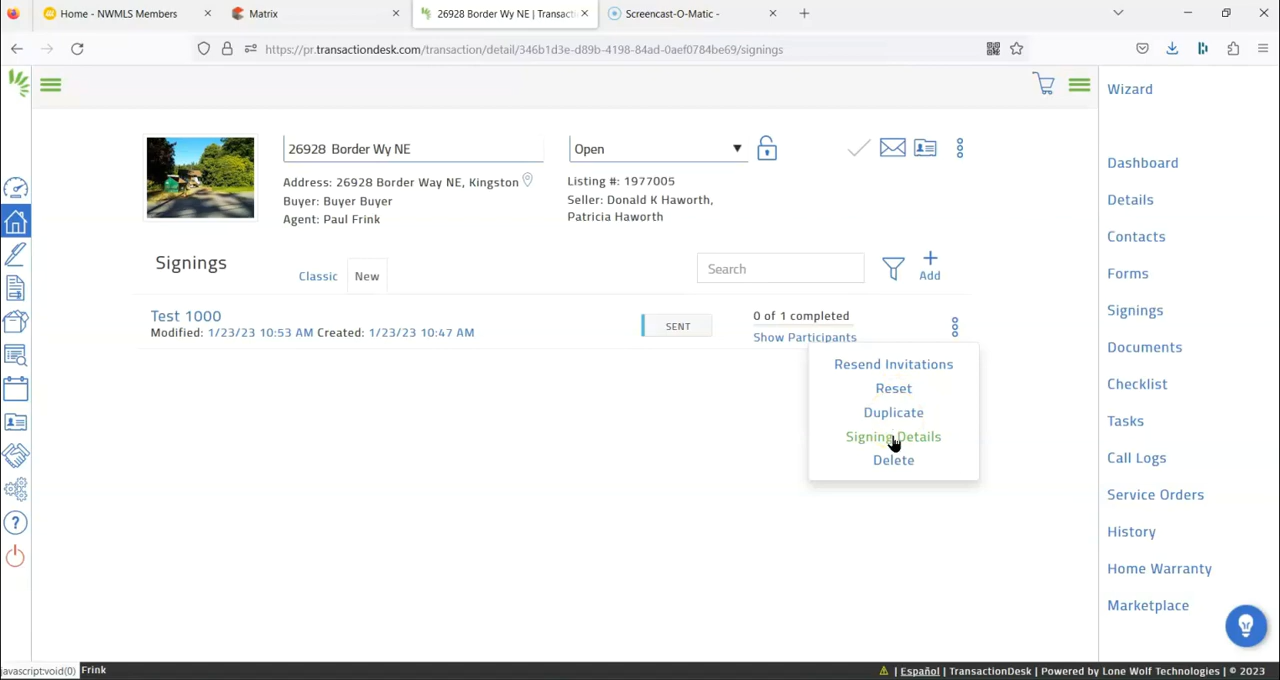 Home - NWMLS Members
Matrix
26928 Border Wy NE | Transacti
Screencast-O-Matic -
https://pr.transactiondesk.com/transaction/detail/346b1d3e-d89b-4198-84ad-0aef0784be69/signings
26928 Border Wy NE
Open
Address: 26928 Border Way NE, Kingston
Buyer: Buyer Buyer
Agent: Paul Frink
Listing #: 1977005
Seller: Donald K Haworth,
Patricia Haworth
Signings
Classic
New
Search
Add
Test 1000
Modified: 1/23/23 10:53 AM Created: 1/23/23 10:47 AM
SENT
0 of 1 completed
Show Participants
Resend Invitations
Reset
Duplicate
Signing Details
Delete
Wizard
Dashboard
Details
Contacts
Forms
Signings
Documents
Checklist
Tasks
Call Logs
Service Orders
History
Home Warranty
Marketplace
javascript:void(0)
Frink
| Español | TransactionDesk | Powered by Lone Wolf Technologies | © 2023